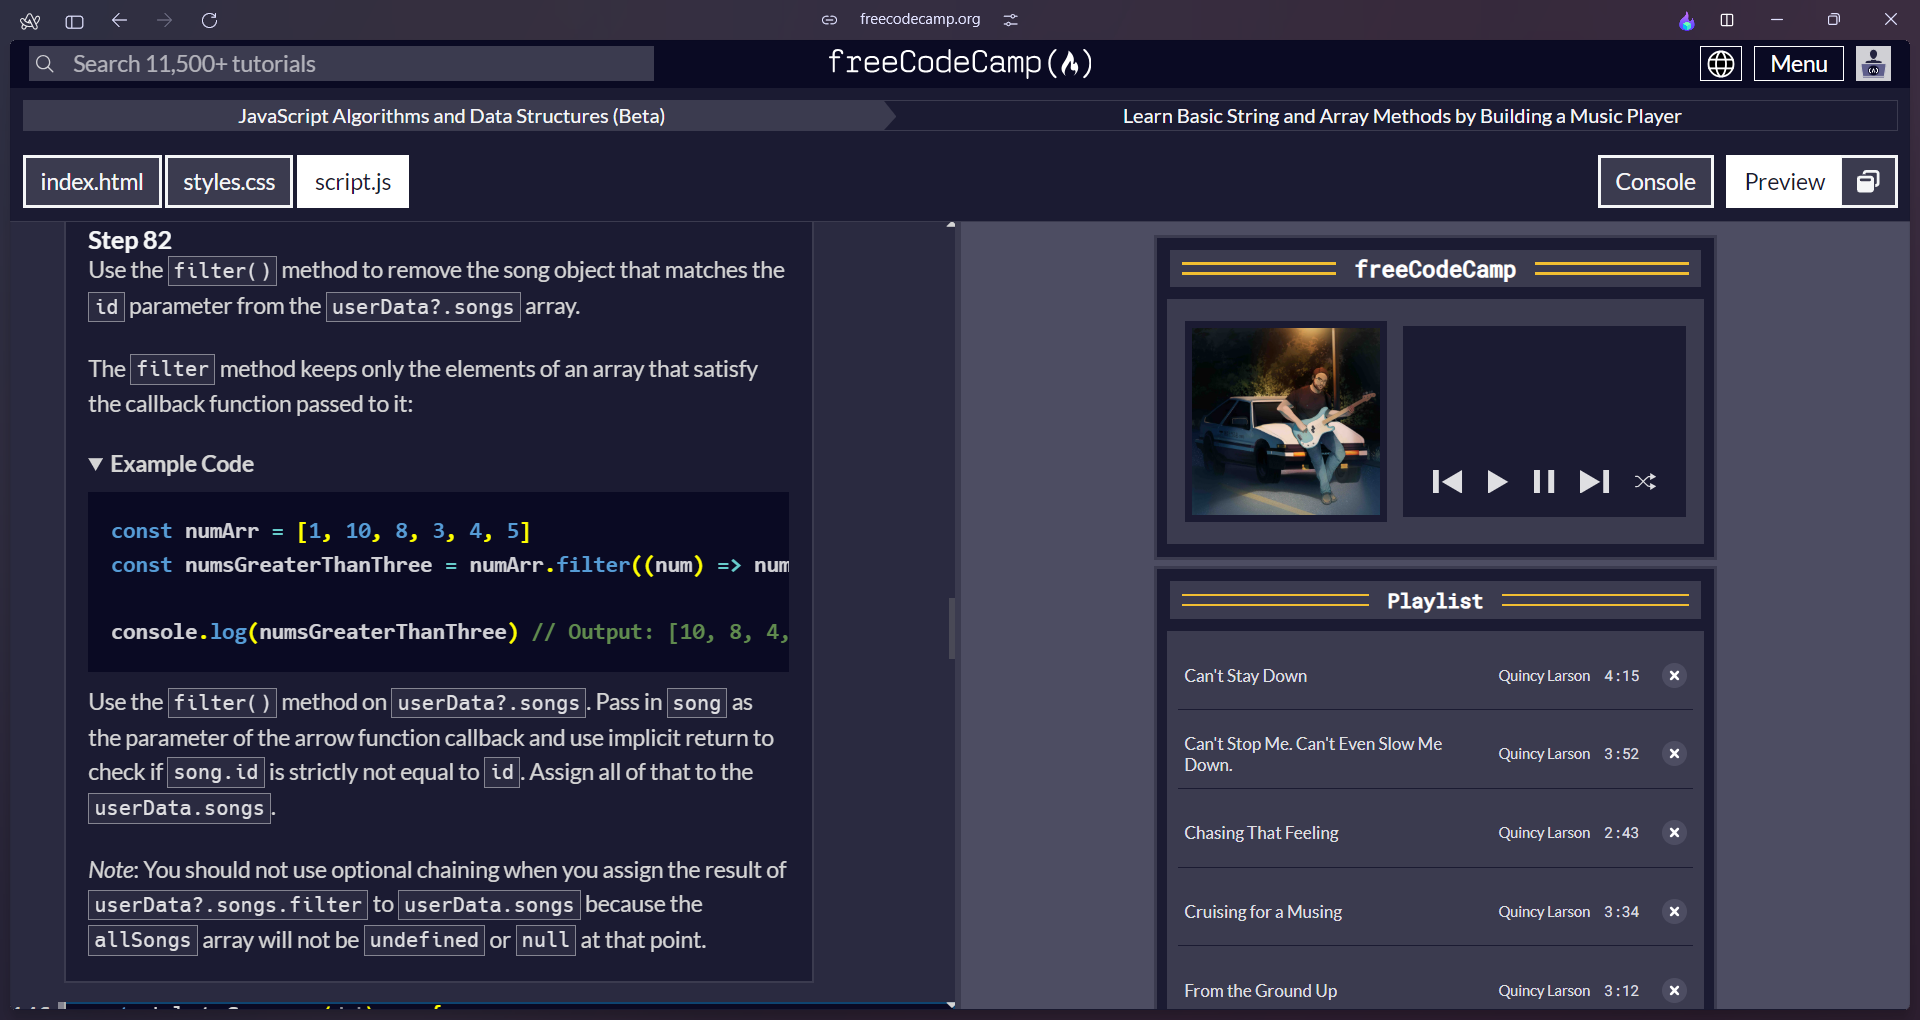 freecodecamp.org
Search 11,500+ tutorials
freeCodeCamp(🔥)
Menu
JavaScript Algorithms and Data Structures (Beta)
Learn Basic String and Array Methods by Building a Music Player
index.html
styles.css
script.js
Console
Preview
Step 82
Use the filter() method to remove the song object that matches the
id parameter from the userData?.songs array.
The filter method keeps only the elements of an array that satisfy
the callback function passed to it:
▼ Example Code
const numArr = [1, 10, 8, 3, 4, 5]
const numsGreaterThanThree = numArr.filter((num) => num
console.log(numsGreaterThanThree) // Output: [10, 8, 4,
Use the filter() method on userData?.songs. Pass in song as
the parameter of the arrow function callback and use implicit return to
check if song.id is strictly not equal to id. Assign all of that to the
userData.songs.
Note: You should not use optional chaining when you assign the result of
userData?.songs.filter to userData.songs because the
allSongs array will not be undefined or null at that point.
freeCodeCamp
Playlist
Can't Stay Down Quincy Larson 4:15
Can't Stop Me. Can't Even Slow Me
Down. Quincy Larson 3:52
Chasing That Feeling Quincy Larson 2:43
Cruising for a Musing Quincy Larson 3:34
From the Ground Up Quincy Larson 3:12